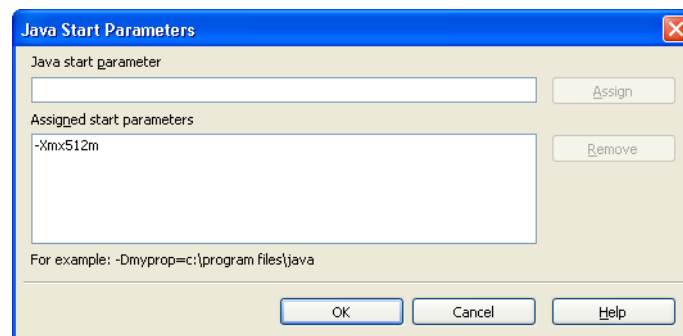 Java Start Parameters
Java start parameter
Assign
Assigned start parameters
-Xmx512m
Remove
For example: -Dmyprop=c:\program files\java
OK Cancel Help